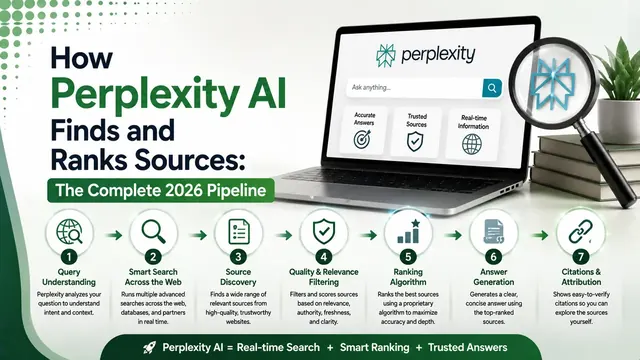 How
Perplexity AI
Finds and
Ranks Sources:
The Complete 2026 Pipeline
perplexity
Ask anything...
Accurate
Answers
Trusted
Sources
Real-time
Information
1
Query
Understanding
Perplexity analyzes your
question to understand
intent and context.
2
Smart Search
Across the Web
Runs multiple advanced
searches across the web,
databases, and partners
in real time.
3
Source
Discovery
Finds a wide range of
relevant sources from
high-quality, trustworthy
websites.
4
Quality & Relevance
Filtering
Filters and scores sources
based on relevance,
authority, freshness,
and clarity.
5
Ranking
Algorithm
Ranks the best sources
using a proprietary
algorithm to maximize
accuracy and depth.
6
Answer
Generation
Generates a clear,
concise answer using
the top-ranked
sources.
7
Citations &
Attribution
Shows easy-to-verify
citations so you can
explore the sources
yourself.
Perplexity AI = Real-time Search + Smart Ranking + Trusted Answers